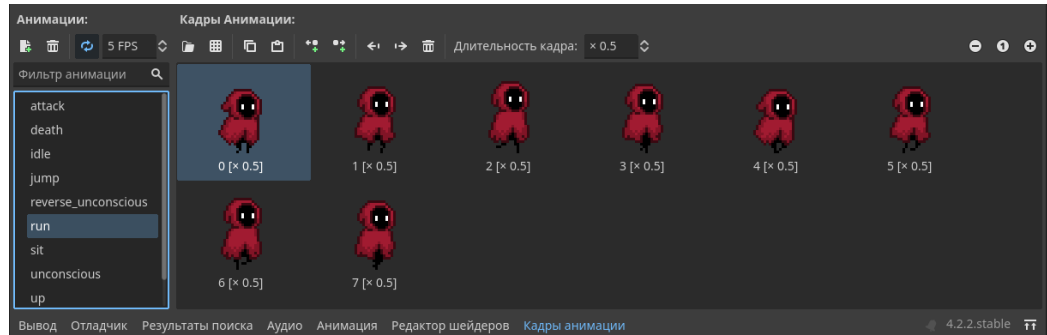 Анимации:
Кадры Анимации:
5 FPS
Длительность кадра: × 0.5
1
Фильтр анимации
attack
death
idle
jump
reverse_unconscious
run
sit
unconscious
up
0 [× 0.5]
1 [× 0.5]
2 [× 0.5]
3 [× 0.5]
4 [× 0.5]
5 [× 0.5]
6 [× 0.5]
7 [× 0.5]
Вывод Отладчик Результаты поиска Аудио Анимация Редактор шейдеров Кадры анимации
4.2.2.stable